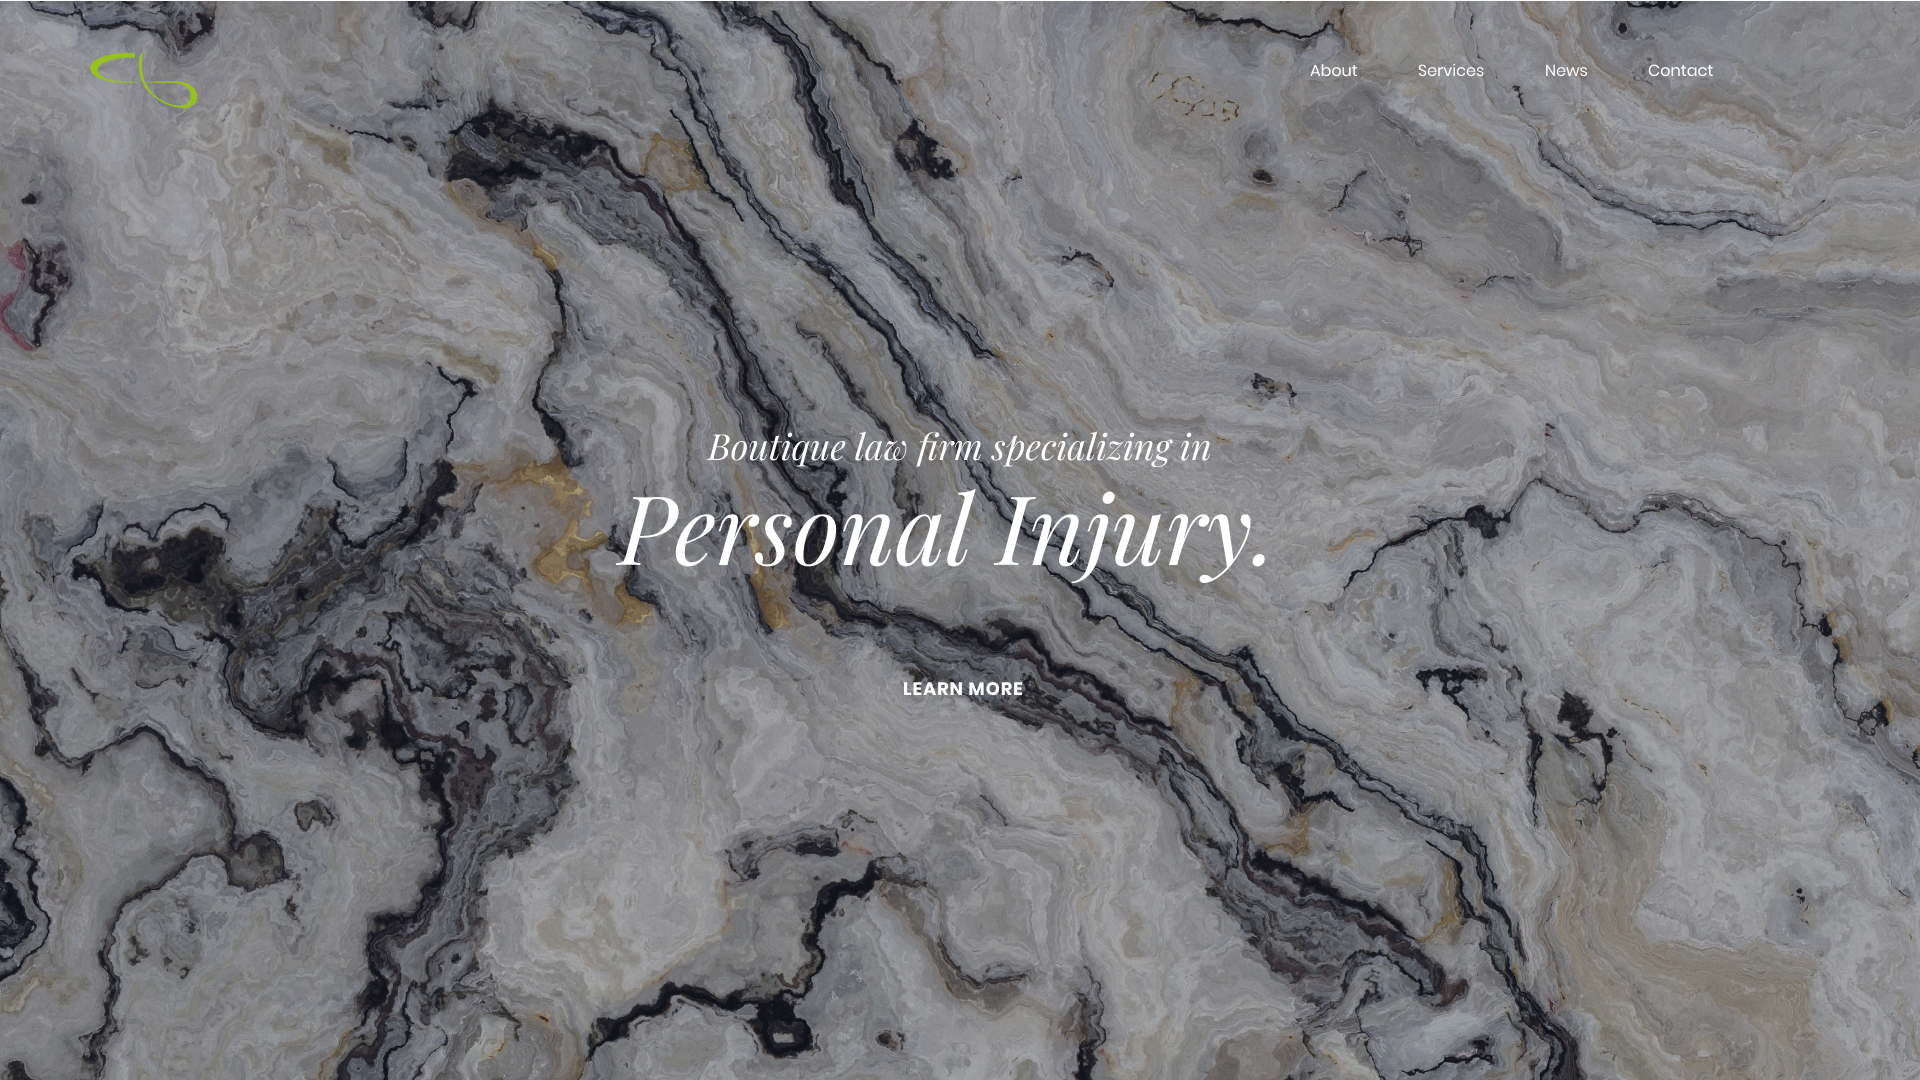 About Services News Contact
Boutique law firm specializing in
Personal Injury.
LEARN MORE